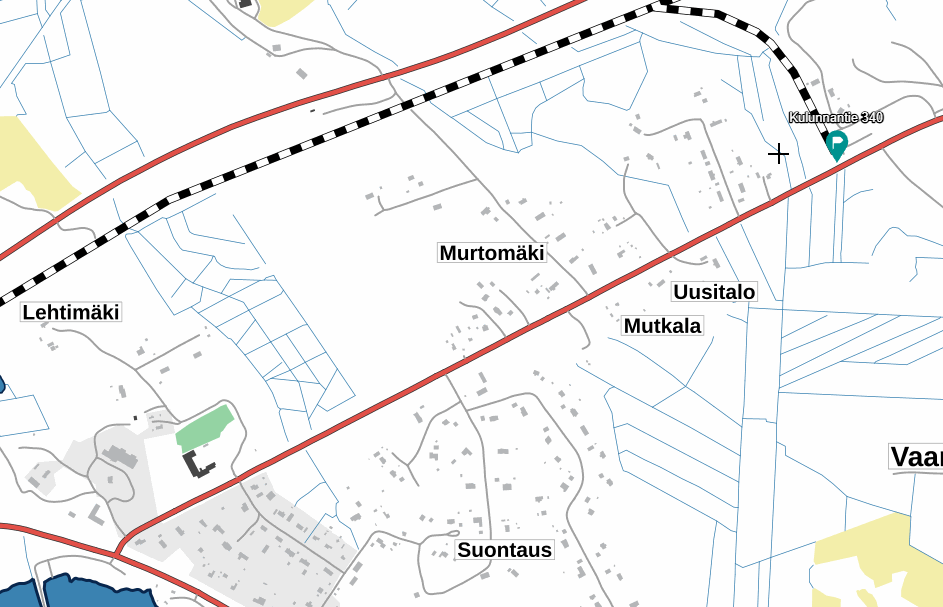 Kulunnantie 340
Murtomäki
Uusitalo
Lehtimäki
Mutkala
Vaar
Suontaus